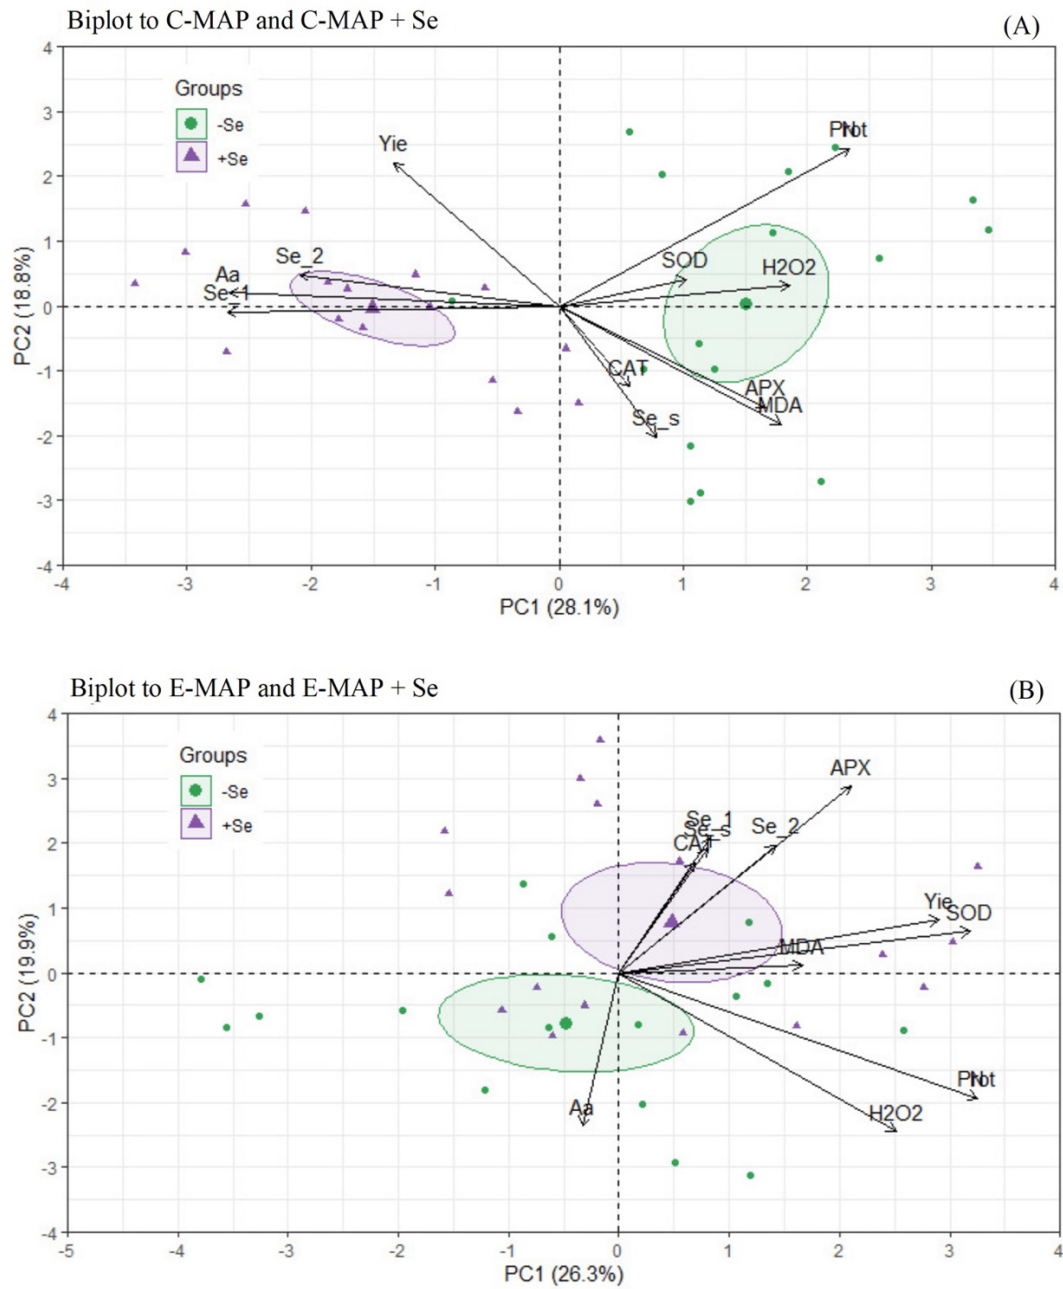 Biplot to C-MAP and C-MAP + Se
(A)
Groups
-Se
+Se
Yie
Se_2
Aa
Se_1
SOD
H2O2
CAT
APX
MDA
Se_s
4
3
2
1
0
-1
-2
-3
-4
PC2 (18.8%)
-4 -3 -2 -1 0 1 2 3 4
PC1 (28.1%)
Biplot to E-MAP and E-MAP + Se
(B)
Groups
-Se
+Se
APX
Se_1
Se_s
Se_2
CAT
Yie
SOD
MDA
Aa
H2O2
4
3
2
1
0
-1
-2
-3
-4
PC2 (19.9%)
-5 -4 -3 -2 -1 0 1 2 3 4
PC1 (26.3%)